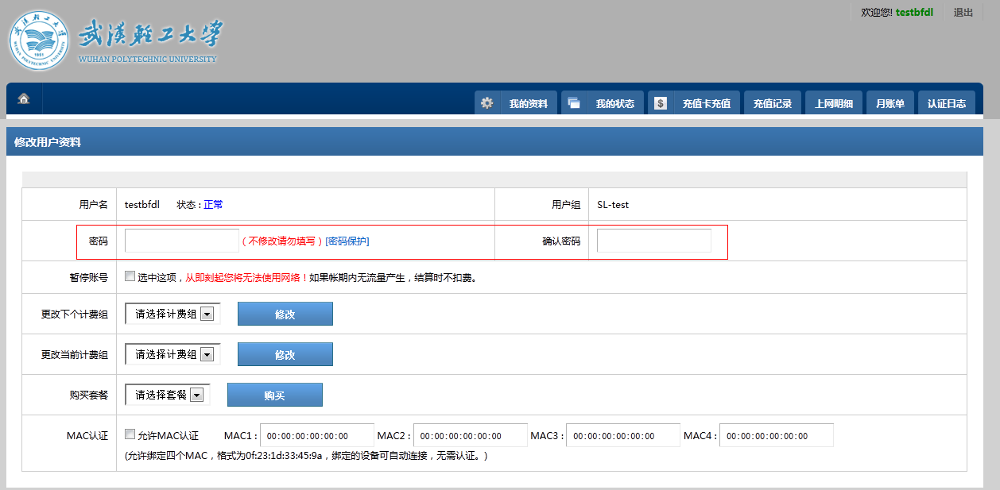 欢迎您! testbfdl 退出
武漢輕工大學
WUHAN POLYTECHNIC UNIVERSITY
我的资料 我的状态 充值卡充值 充值记录 上网明细 月账单 认证日志
修改用户资料
用户名 testbfdl 状态 : 正常 用户组 SL-test
密码 ( 不修改请勿填写 ) [密码保护] 确认密码
暂停账号 选中这项，从即刻起您将无法使用网络！如果帐期内无流量产生，结算时不扣费。
更改下个计费组 请选择计费组 修改
更改当前计费组 请选择计费组 修改
购买套餐 请选择套餐 购买
MAC认证 允许MAC认证 MAC1 : 00:00:00:00:00:00 MAC2 : 00:00:00:00:00:00 MAC3 : 00:00:00:00:00:00 MAC4 : 00:00:00:00:00:00
(允许绑定四个MAC，格式为0f:23:1d:33:45:9a，绑定的设备可自动连接，无需认证。)